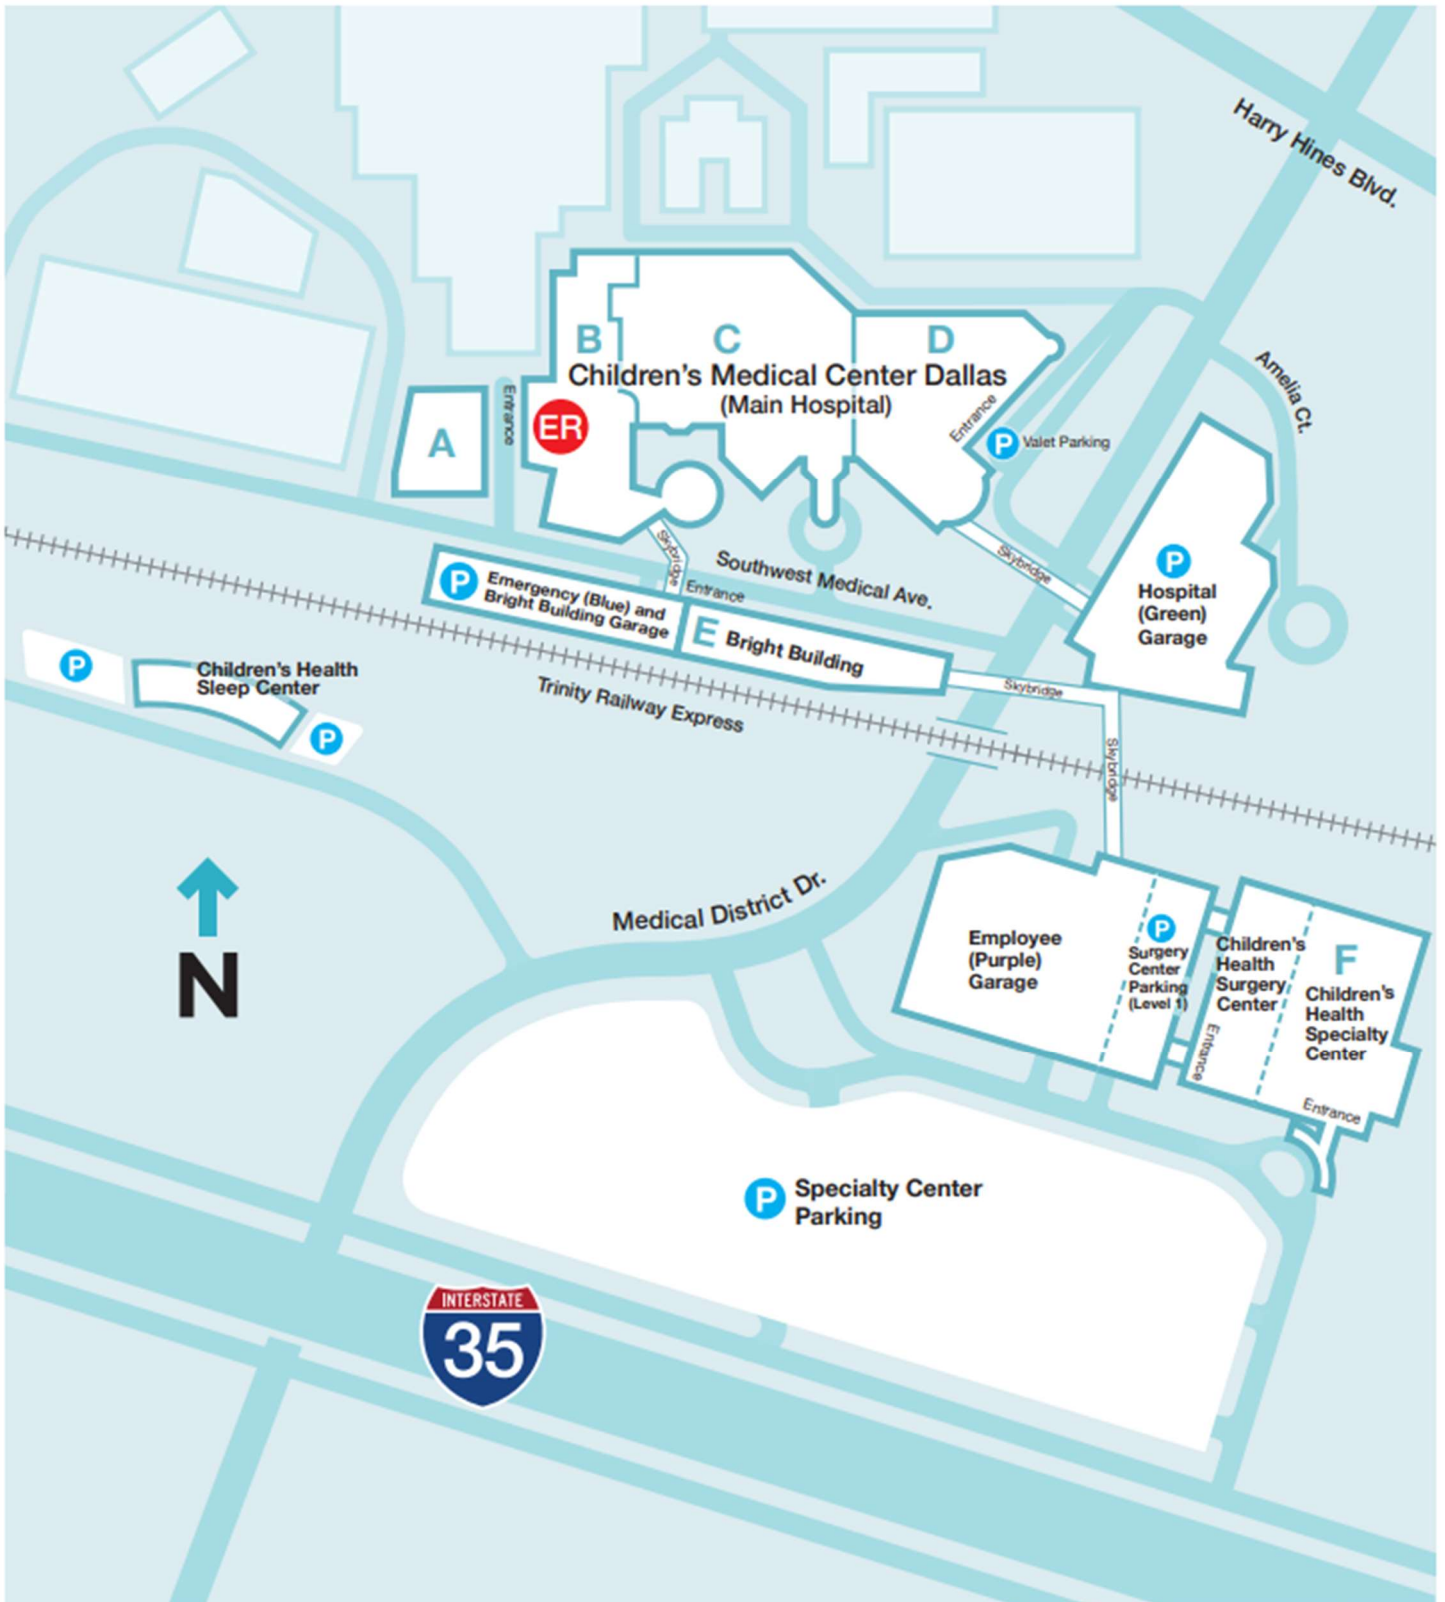 Harry Hines Blvd.
B
C
D
Children's Medical Center Dallas
(Main Hospital)
Amelia Ct.
Entrance
ER
Entrance
A
P
Valet Parking
Skybridge
Skybridge
P
Hospital
(Green)
Garage
Southwest Medical Ave.
P
Emergency (Blue) and
Bright Building Garage
Entrance
E
Bright Building
Skybridge
P
Children's Health
Sleep Center
P
Trinity Railway Express
Skybridge
N
Medical District Dr.
Employee
(Purple)
Garage
P
Surgery
Center
Parking
(Level 1)
Children's
Health
Surgery
Center
Entrance
F
Children's
Health
Specialty
Center
Entrance
P
Specialty Center
Parking
INTERSTATE
35